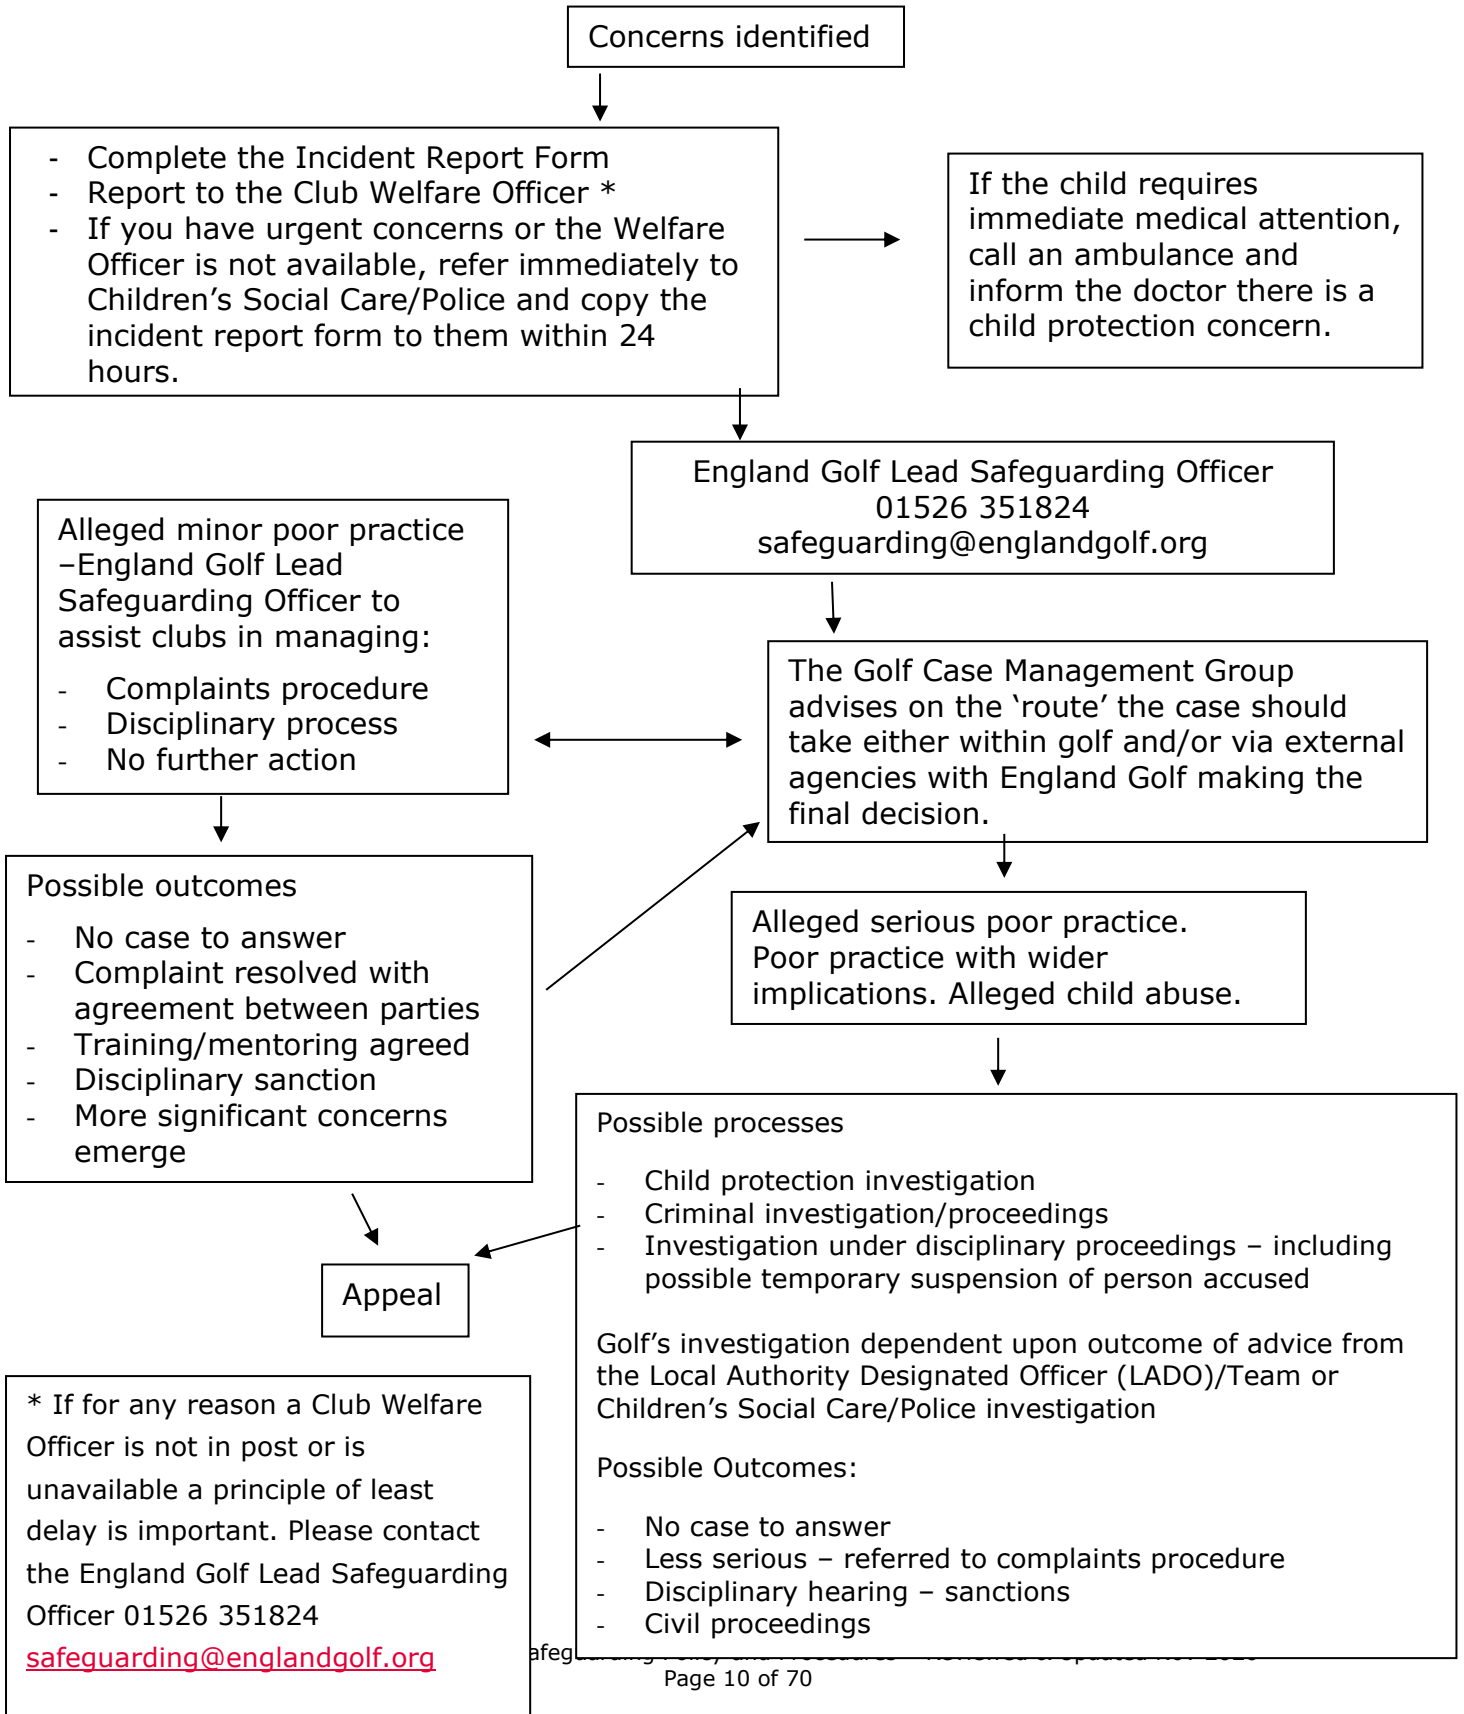 Concerns identified
- Complete the Incident Report Form
- Report to the Club Welfare Officer *
- If you have urgent concerns or the Welfare
Officer is not available, refer immediately to
Children’s Social Care/Police and copy the
incident report form to them within 24
hours.
If the child requires
immediate medical attention,
call an ambulance and
inform the doctor there is a
child protection concern.
England Golf Lead Safeguarding Officer
01526 351824
safeguarding@englandgolf.org
Alleged minor poor practice
–England Golf Lead
Safeguarding Officer to
assist clubs in managing:
- Complaints procedure
- Disciplinary process
- No further action
The Golf Case Management Group
advises on the ‘route’ the case should
take either within golf and/or via external
agencies with England Golf making the
final decision.
Possible outcomes
- No case to answer
- Complaint resolved with
agreement between parties
- Training/mentoring agreed
- Disciplinary sanction
- More significant concerns
emerge
Alleged serious poor practice.
Poor practice with wider
implications. Alleged child abuse.
Possible processes
- Child protection investigation
- Criminal investigation/proceedings
- Investigation under disciplinary proceedings – including
possible temporary suspension of person accused
Golf’s investigation dependent upon outcome of advice from
the Local Authority Designated Officer (LADO)/Team or
Children’s Social Care/Police investigation
Possible Outcomes:
- No case to answer
- Less serious – referred to complaints procedure
- Disciplinary hearing – sanctions
- Civil proceedings
Appeal
* If for any reason a Club Welfare
Officer is not in post or is
unavailable a principle of least
delay is important. Please contact
the England Golf Lead Safeguarding
Officer 01526 351824
safeguarding@englandgolf.org
Page 10 of 70